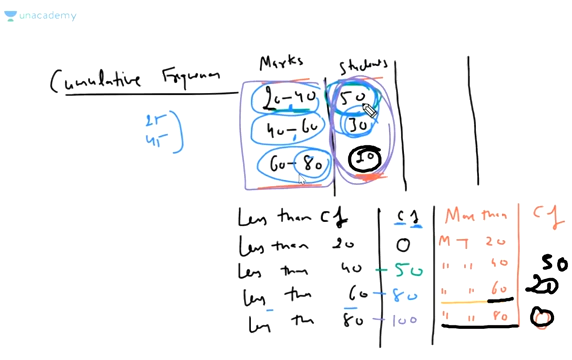 unacademy
Marks Students
Cumulative Frequency
20-40 50
40-60 30
60-80
25
45
Less than Cf Cf More than Cf
Less than 20 0 M T 20
Less than 40 50 " " 40 50
Less than 60 80 " " 60 20
Less than 80 100 " " 80 0